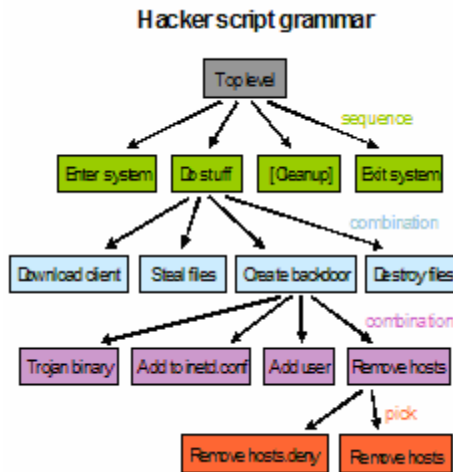 Hacker script grammar
Top level
sequence
Enter system
Do stuff
[Cleanup]
Exit system
combination
Download client
Steal files
Create backdoor
Destroy files
combination
Trojan binary
Add to inetd.conf
Add user
Remove hosts
pick
Remove hosts.deny
Remove hosts